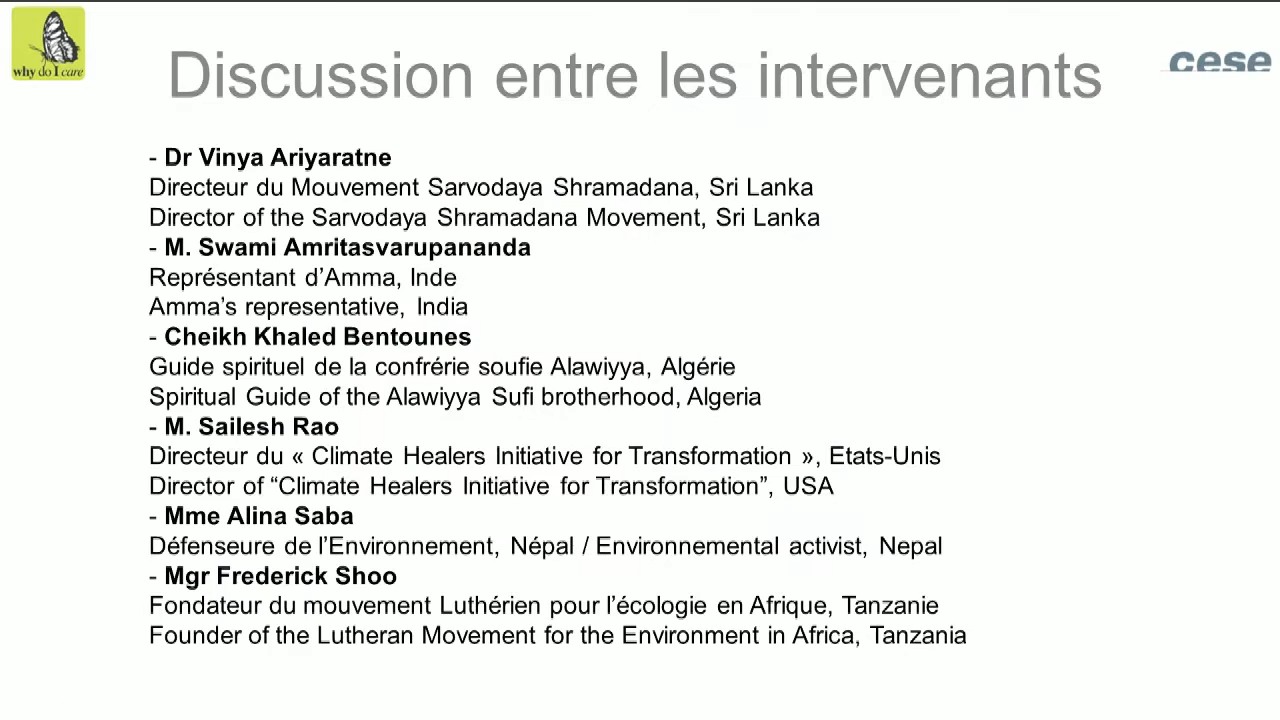 why do I care
cese
Discussion entre les intervenants
- Dr Vinya Ariyaratne
Directeur du Mouvement Sarvodaya Shramadana, Sri Lanka
Director of the Sarvodaya Shramadana Movement, Sri Lanka
- M. Swami Amritasvarupananda
Représentant d’Amma, Inde
Amma’s representative, India
- Cheikh Khaled Bentounes
Guide spirituel de la confrérie soufie Alawiyya, Algérie
Spiritual Guide of the Alawiyya Sufi brotherhood, Algeria
- M. Sailesh Rao
Directeur du « Climate Healers Initiative for Transformation », Etats-Unis
Director of “Climate Healers Initiative for Transformation”, USA
- Mme Alina Saba
Défenseure de l’Environnement, Népal / Environnemental activist, Nepal
- Mgr Frederick Shoo
Fondateur du mouvement Luthérien pour l’écologie en Afrique, Tanzanie
Founder of the Lutheran Movement for the Environment in Africa, Tanzania